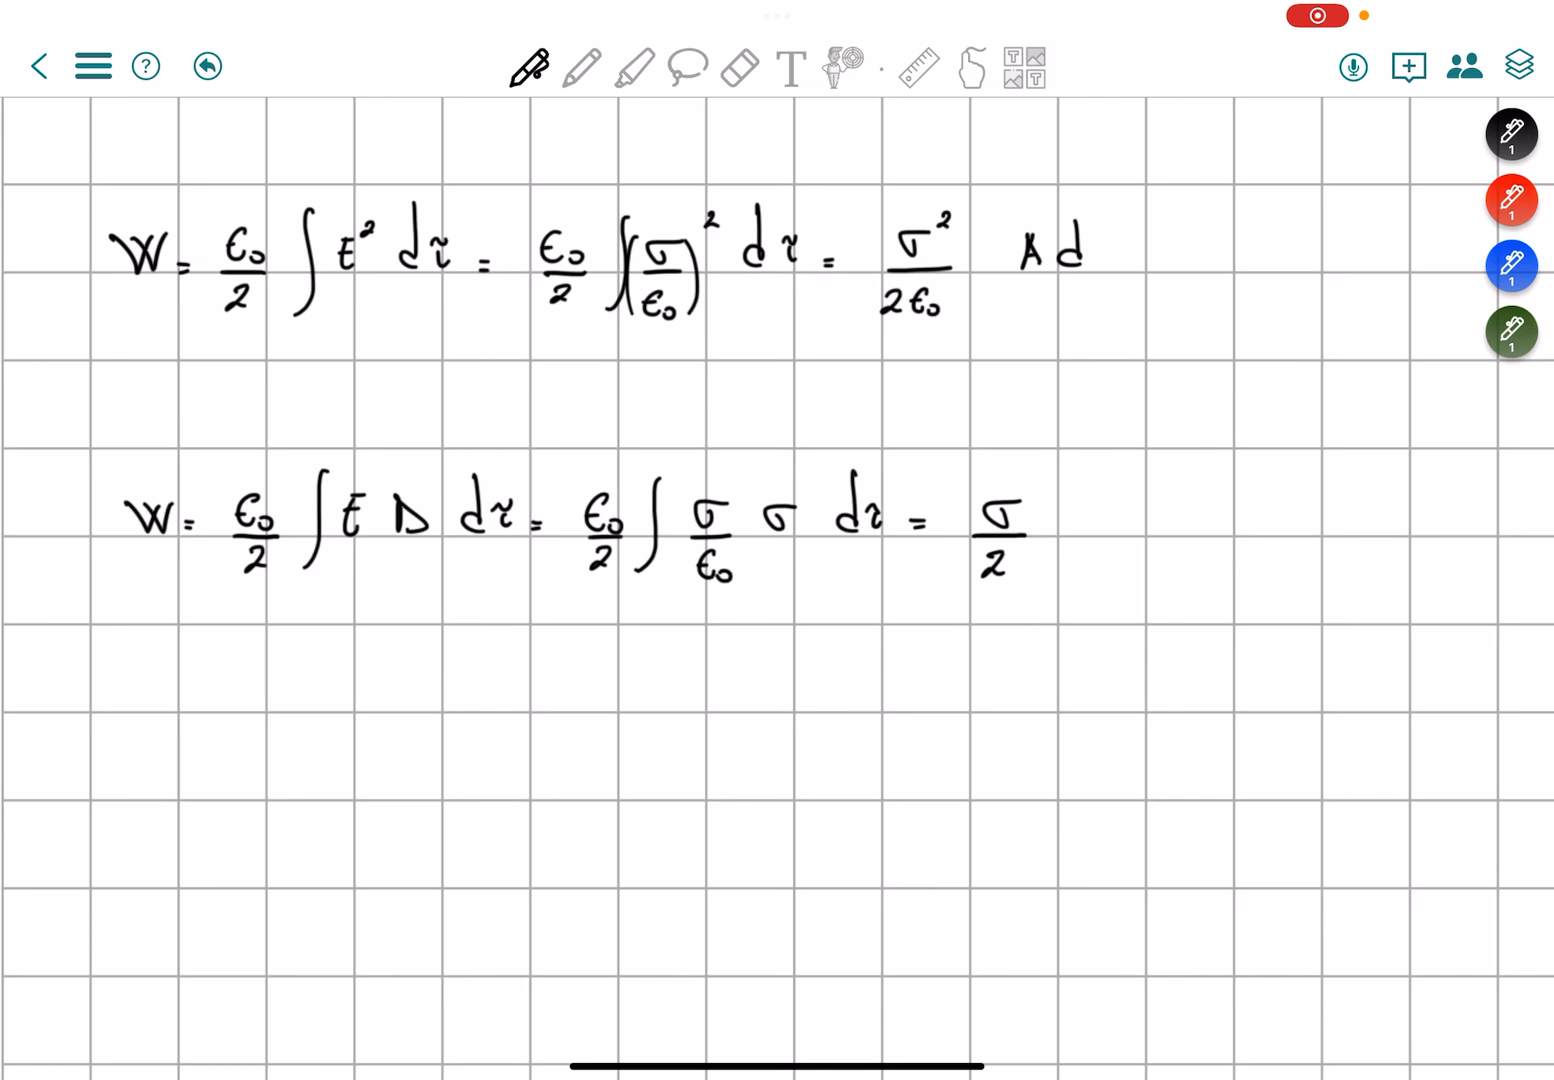 W = ϵ₀/2 ∫ E² dτ = ϵ₀/2 ∫(σ/ϵ₀)² dτ = σ²/2ϵ₀ A d
W = ϵ₀/2 ∫ E D dτ = ϵ₀/2 ∫ σ/ϵ₀ σ dτ = σ/2